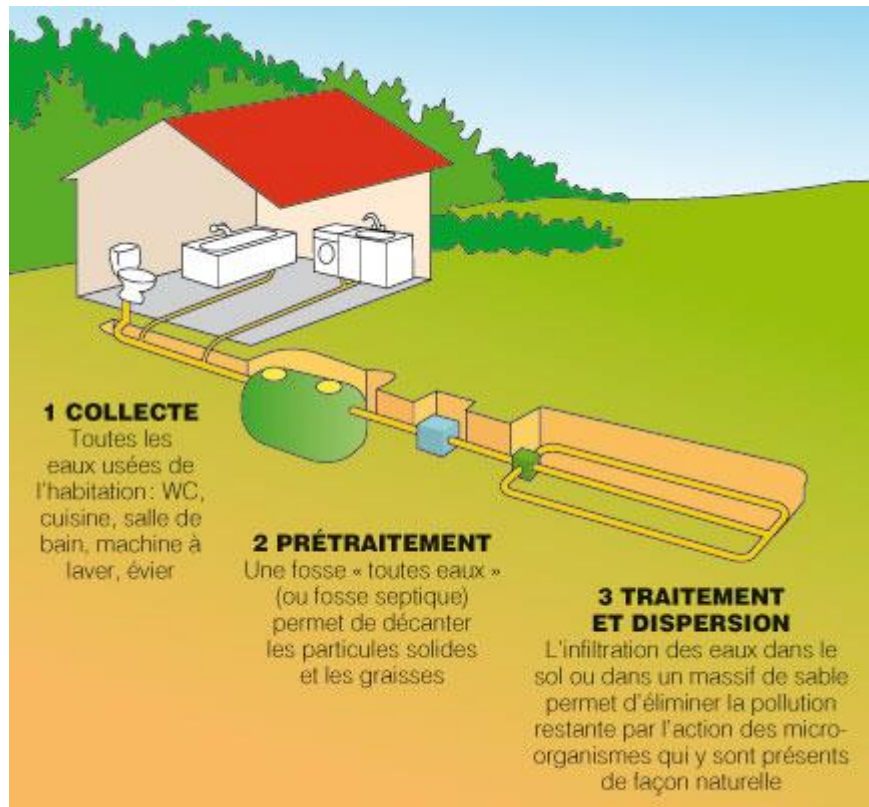 1 COLLECTE
Toutes les
eaux usées de
l'habitation : WC,
cuisine, salle de
bain, machine à
laver, évier
2 PRÉTRAITEMENT
Une fosse « toutes eaux »
(ou fosse septique)
permet de décanter
les particules solides
et les graisses
3 TRAITEMENT
ET DISPERSION
L'infiltration des eaux dans le
sol ou dans un massif de sable
permet d'éliminer la pollution
restante par l'action des micro-
organismes qui y sont présents
de façon naturelle